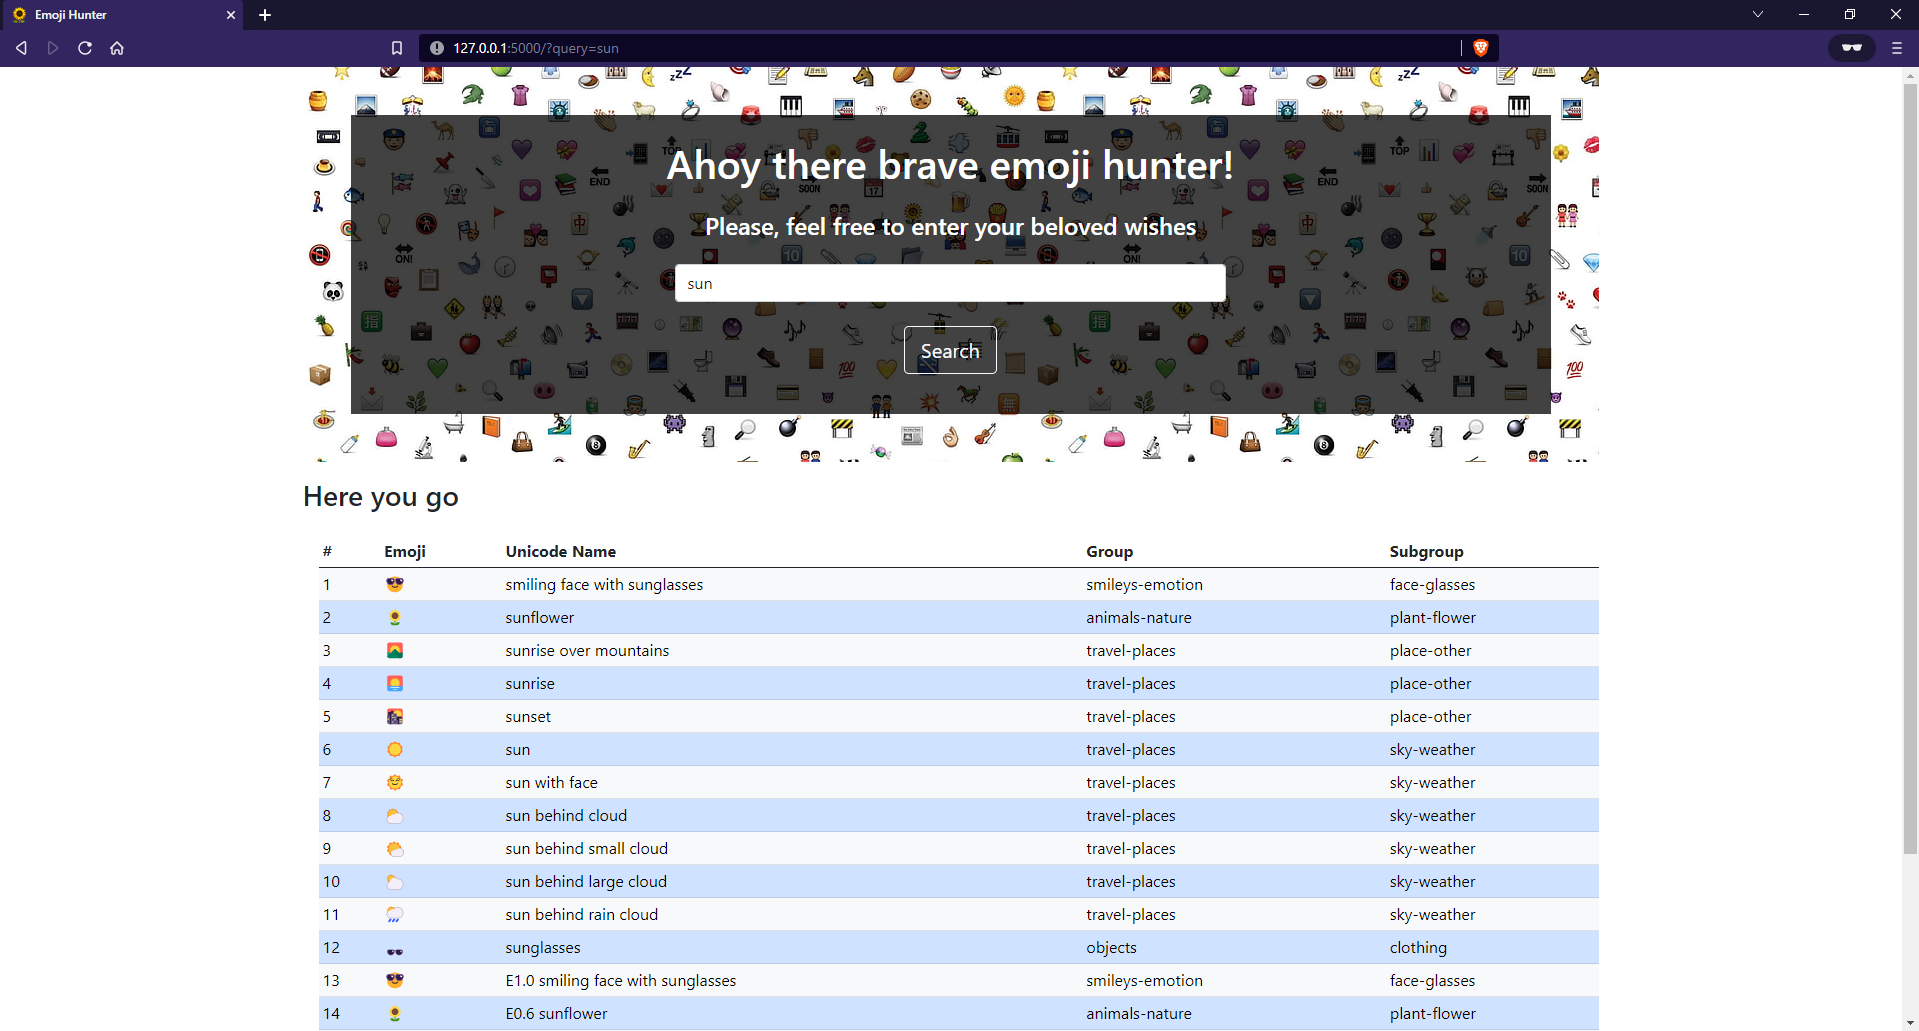 Emoji Hunter
127.0.0.1:5000/?query=sun
Ahoy there brave emoji hunter!
Please, feel free to enter your beloved wishes
sun
Search
Here you go
# Emoji Unicode Name Group Subgroup
1 😎 smiling face with sunglasses smileys-emotion face-glasses
2 🌻 sunflower animals-nature plant-flower
3 🌄 sunrise over mountains travel-places place-other
4 🌅 sunrise travel-places place-other
5 🌇 sunset travel-places place-other
6 ☀️ sun travel-places sky-weather
7 🌞 sun with face travel-places sky-weather
8 ⛅ sun behind cloud travel-places sky-weather
9 🌤️ sun behind small cloud travel-places sky-weather
10 🌥️ sun behind large cloud travel-places sky-weather
11 🌦️ sun behind rain cloud travel-places sky-weather
12 🕶️ sunglasses objects clothing
13 😎 E1.0 smiling face with sunglasses smileys-emotion face-glasses
14 🌻 E0.6 sunflower animals-nature plant-flower